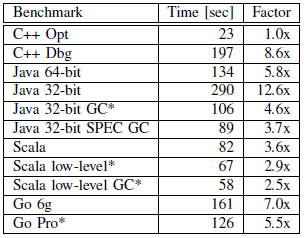 Benchmark Time [sec] Factor
C++ Opt 23 1.0x
C++ Dbg 197 8.6x
Java 64-bit 134 5.8x
Java 32-bit 290 12.6x
Java 32-bit GC* 106 4.6x
Java 32-bit SPEC GC 89 3.7x
Scala 82 3.6x
Scala low-level* 67 2.9x
Scala low-level GC* 58 2.5x
Go 6g 161 7.0x
Go Pro* 126 5.5x